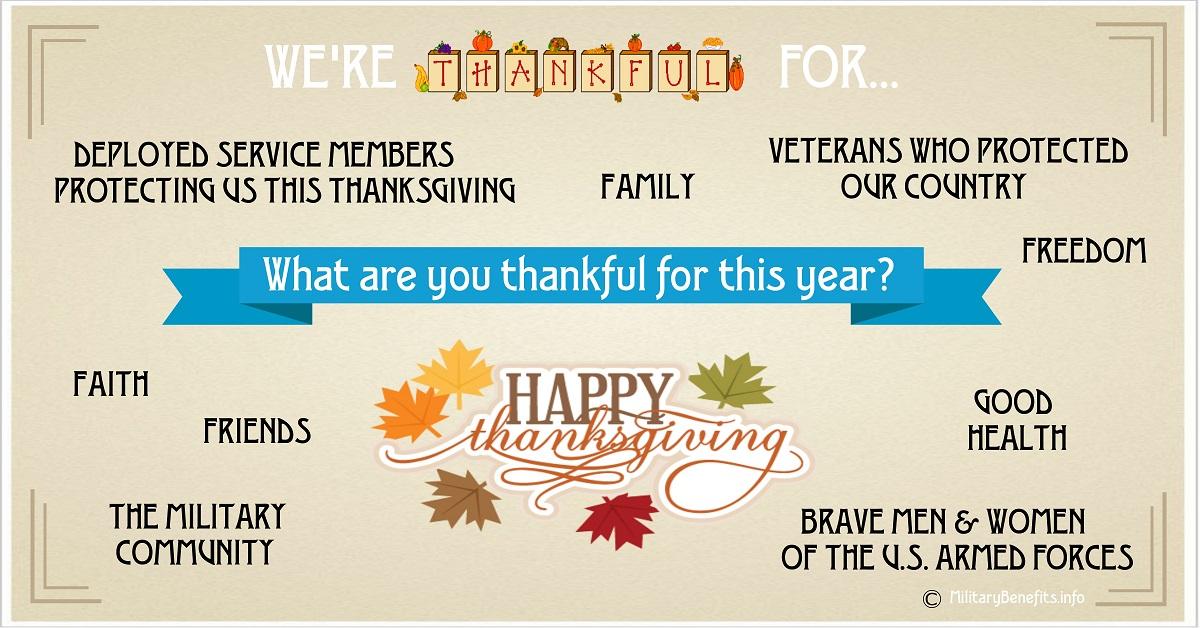 WE'RE THANKFUL FOR...
DEPLOYED SERVICE MEMBERS
PROTECTING US THIS THANKSGIVING
FAMILY
VETERANS WHO PROTECTED
OUR COUNTRY
FREEDOM
What are you thankful for this year?
FAITH
FRIENDS
HAPPY
thanksgiving
GOOD
HEALTH
THE MILITARY
COMMUNITY
BRAVE MEN & WOMEN
OF THE U.S. ARMED FORCES
© MilitaryBenefits.info